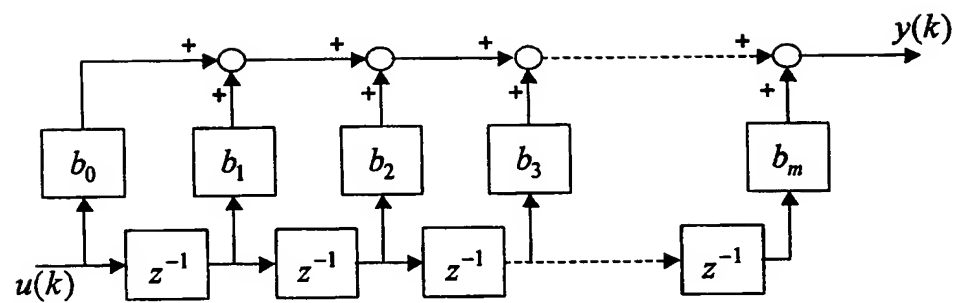 y(k)
+ + + + 
+ + + +
b₀ b₁ b₂ b₃ bₘ
u(k) z⁻¹ z⁻¹ z⁻¹ z⁻¹